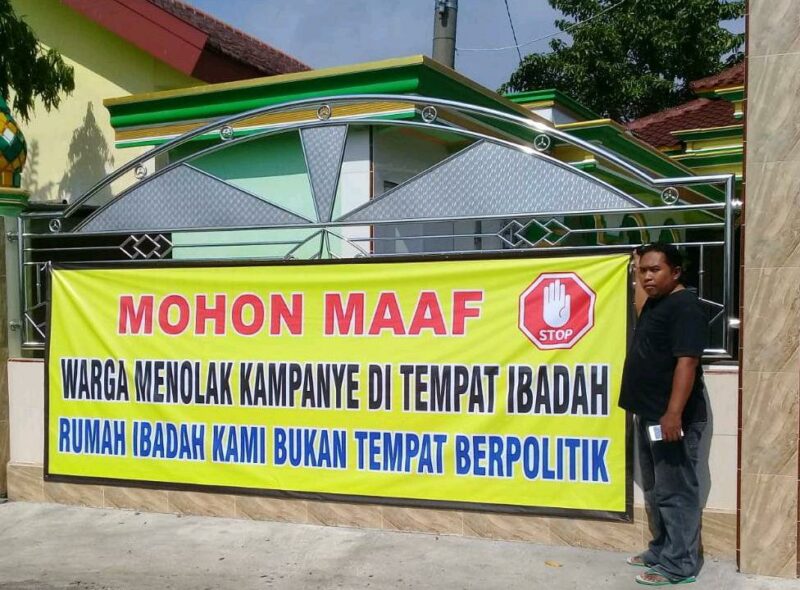 MOHON MAAF
STOP
WARGA MENOLAK KAMPANYE DI TEMPAT IBADAH
RUMAH IBADAH KAMI BUKAN TEMPAT BERPOLITIK